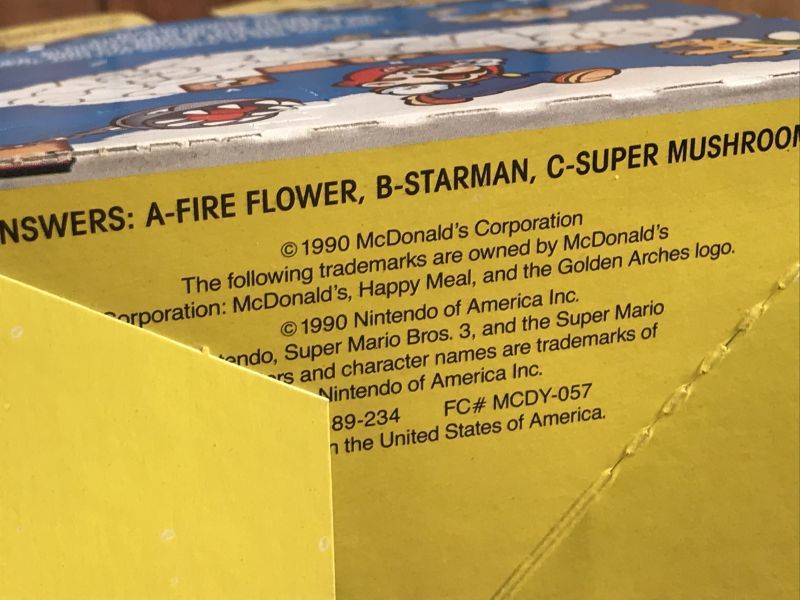 NSWERS: A-FIRE FLOWER, B-STARMAN, C-SUPER MUSHROOM
© 1990 McDonald's Corporation
The following trademarks are owned by McDonald's
orporation: McDonald's, Happy Meal, and the Golden Arches logo.
© 1990 Nintendo of America Inc.
tendo, Super Mario Bros. 3, and the Super Mario
rs and character names are trademarks of
Nintendo of America Inc.
89-234 FC# MCDY-057
n the United States of America.